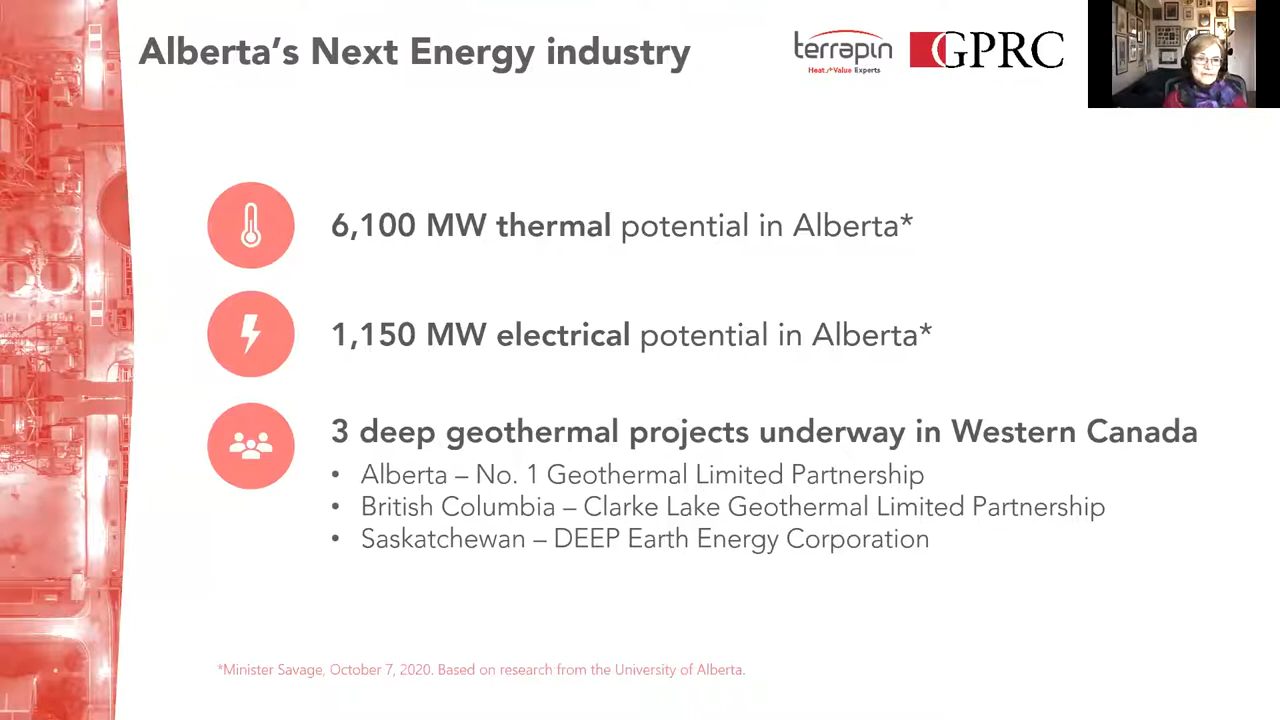 Alberta's Next Energy industry
terrapin
Heat / Value Experts
GPRC
6,100 MW thermal potential in Alberta*
1,150 MW electrical potential in Alberta*
3 deep geothermal projects underway in Western Canada
• Alberta – No. 1 Geothermal Limited Partnership
• British Columbia – Clarke Lake Geothermal Limited Partnership
• Saskatchewan – DEEP Earth Energy Corporation
*Minister Savage, October 7, 2020. Based on research from the University of Alberta.